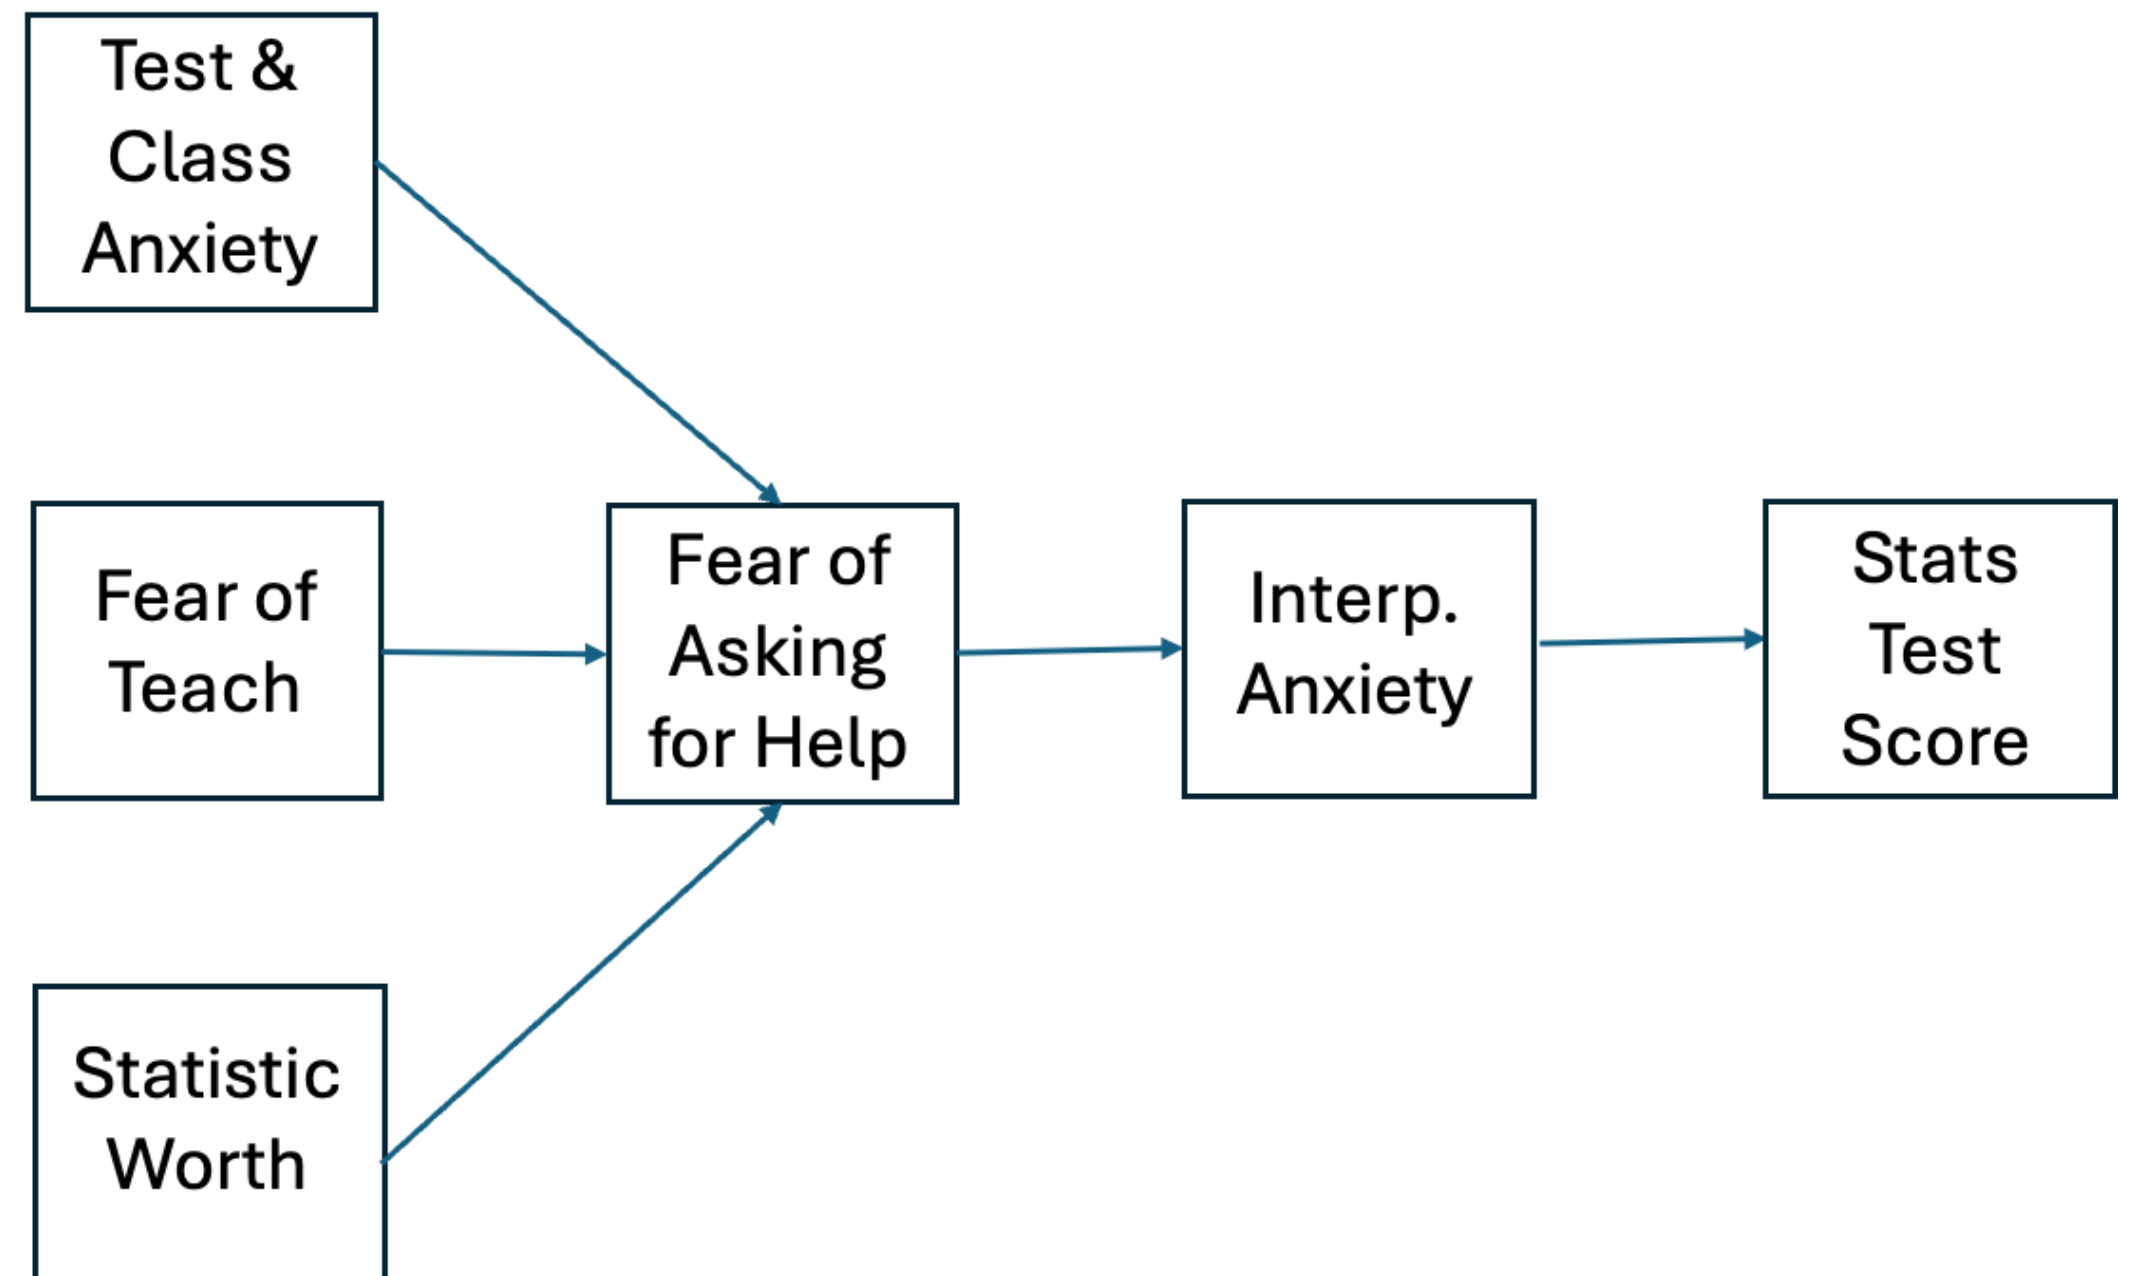 Test &
Class
Anxiety
Fear of
Teach
Fear of
Asking
for Help
Interp.
Anxiety
Stats
Test
Score
Statistic
Worth